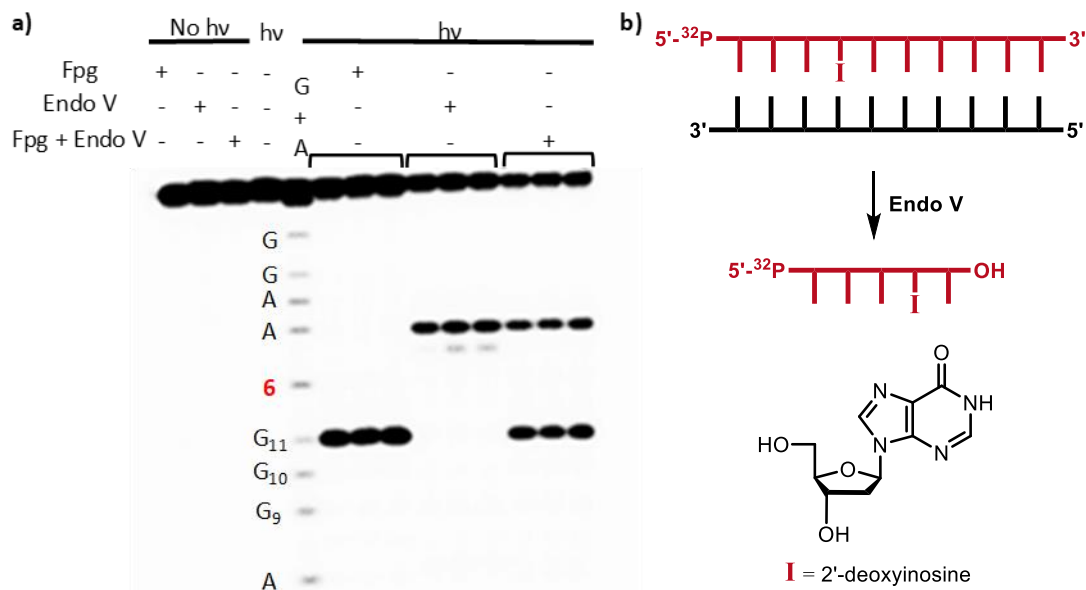 a)
No hν hν hν
Fpg + - - - + - -
G
Endo V - + - - - + -
+
Fpg + Endo V - - + - - - +
A
G
G
A
A
6
G₁₁
G₁₀
G₉
A
b)
5'-³²P 3'
I
3' 5'
Endo V
5'-³²P OH
I
O
N NH
HO N N
O
OH
I = 2'-deoxyinosine